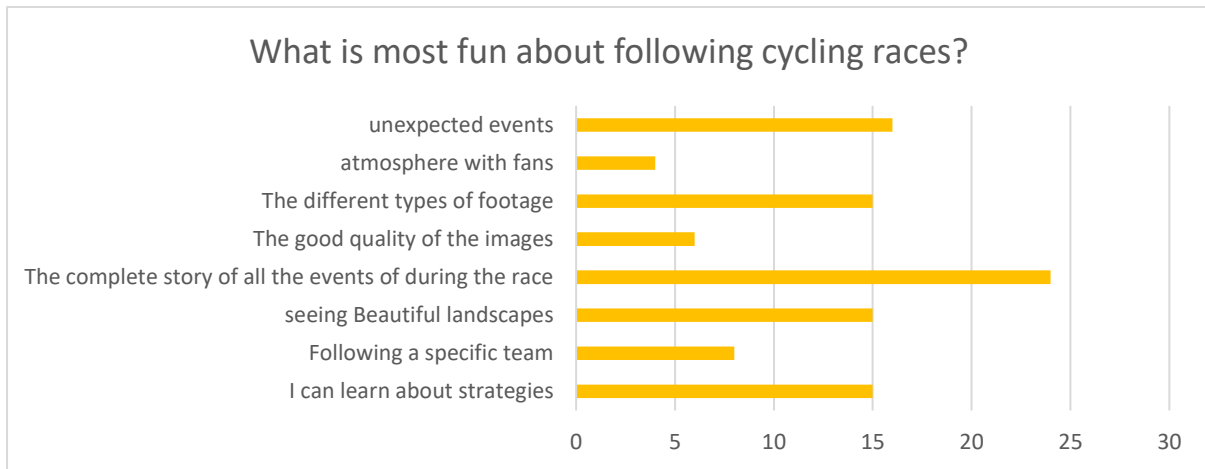 What is most fun about following cycling races?
unexpected events
atmosphere with fans
The different types of footage
The good quality of the images
The complete story of all the events of during the race
seeing Beautiful landscapes
Following a specific team
I can learn about strategies
0 5 10 15 20 25 30